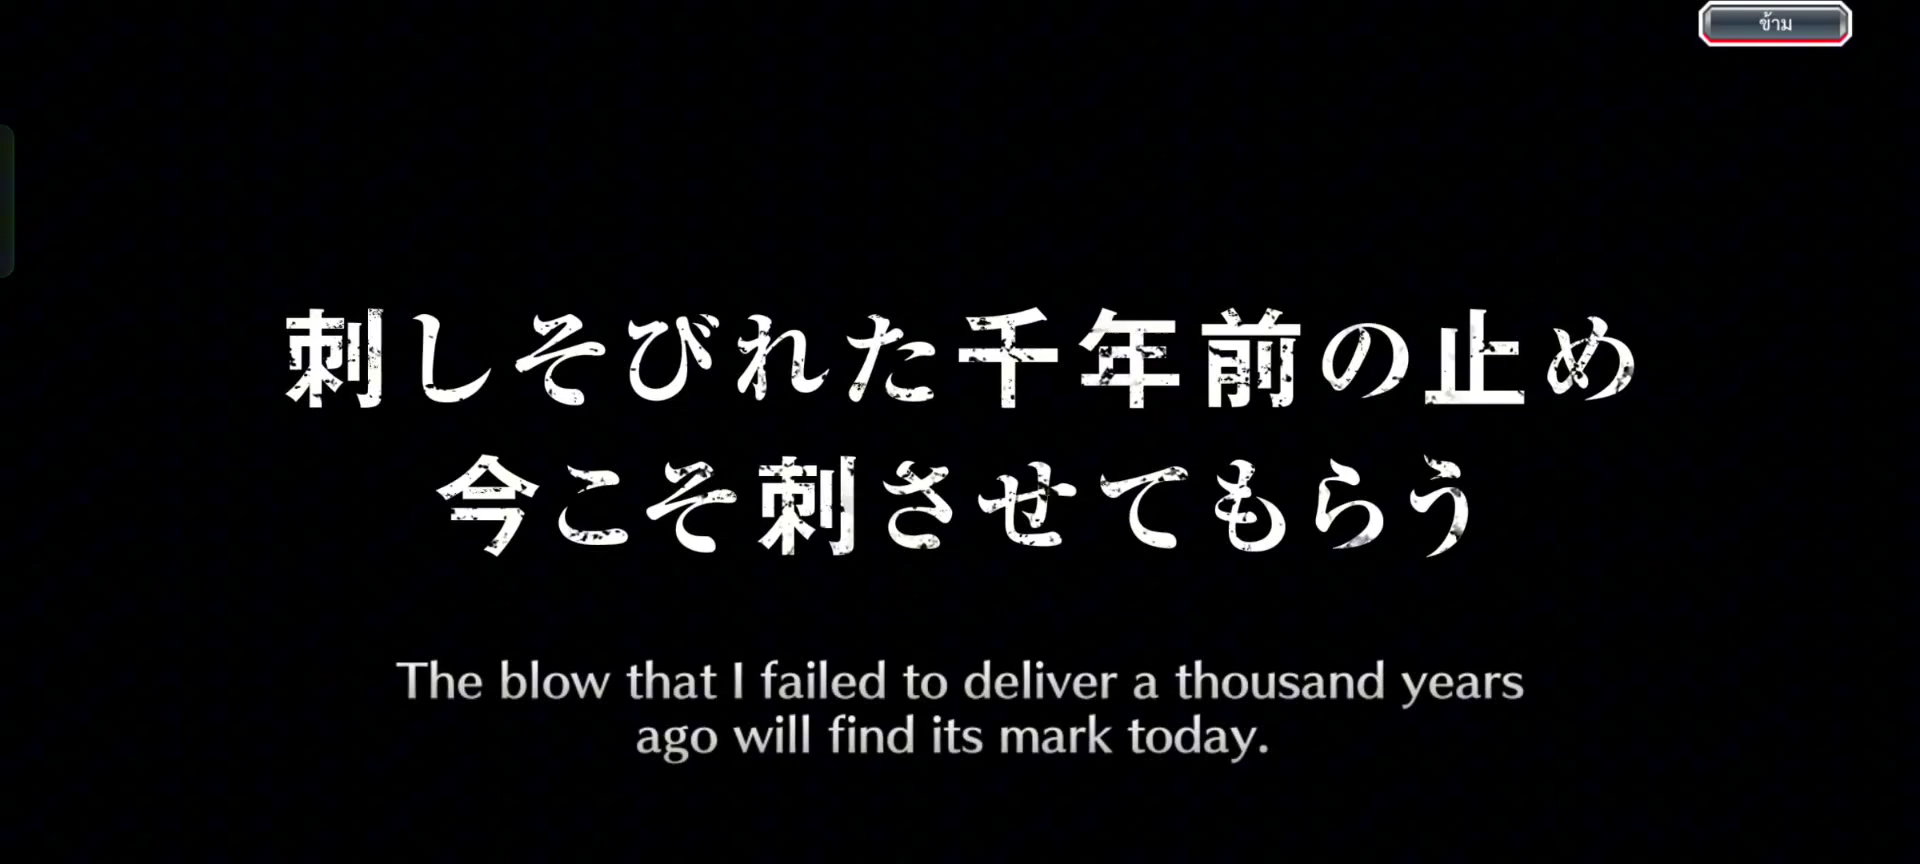 ข้าม
刺しそびれた千年前の止め
今こそ刺させてもらう
The blow that I failed to deliver a thousand years
ago will find its mark today.